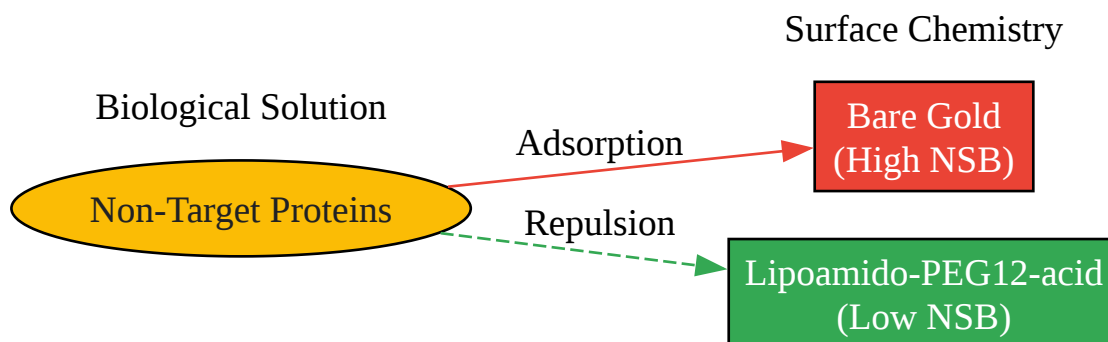 Surface Chemistry
Biological Solution
Bare Gold
(High NSB)
Adsorption
Non-Target Proteins
Repulsion
Lipoamido-PEG12-acid
(Low NSB)